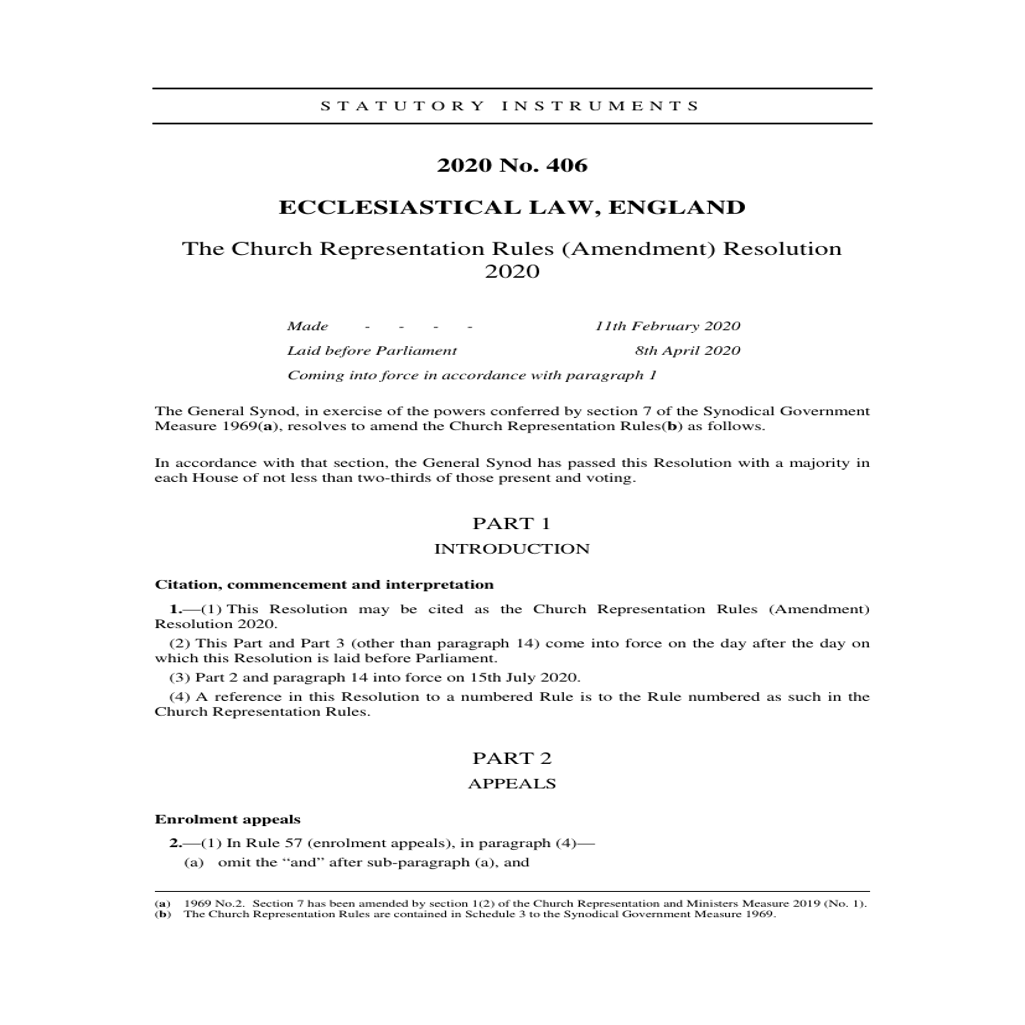 STATUTORY INSTRUMENTS
2020 No. 406
ECCLESIASTICAL LAW, ENGLAND
The Church Representation Rules (Amendment) Resolution
2020
Made - - - - 11th February 2020
Laid before Parliament 8th April 2020
Coming into force in accordance with paragraph 1
The General Synod, in exercise of the powers conferred by section 7 of the Synodical Government
Measure 1969(a), resolves to amend the Church Representation Rules(b) as follows.
In accordance with that section, the General Synod has passed this Resolution with a majority in
each House of not less than two-thirds of those present and voting.
PART 1
INTRODUCTION
Citation, commencement and interpretation
1.—(1) This Resolution may be cited as the Church Representation Rules (Amendment)
Resolution 2020.
(2) This Part and Part 3 (other than paragraph 14) come into force on the day after the day on
which this Resolution is laid before Parliament.
(3) Part 2 and paragraph 14 into force on 15th July 2020.
(4) A reference in this Resolution to a numbered Rule is to the Rule numbered as such in the
Church Representation Rules.
PART 2
APPEALS
Enrolment appeals
2.—(1) In Rule 57 (enrolment appeals), in paragraph (4)—
(a) omit the “and” after sub-paragraph (a), and
(a) 1969 No.2. Section 7 has been amended by section 1(2) of the Church Representation and Ministers Measure 2019 (No. 1).
(b) The Church Representation Rules are contained in Schedule 3 to the Synodical Government Measure 1969.